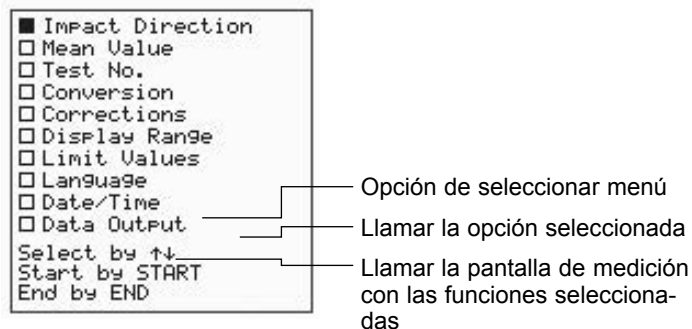 ■ Impact Direction
□ Mean Value
□ Test No.
□ Conversion
□ Corrections
□ Display Range
□ Limit Values
□ Language
□ Date/Time
□ Data Output
Select by ↑↓
Start by START
End by END
Opción de seleccionar menú
Llamar la opción seleccionada
Llamar la pantalla de medición
con las funciones selecciona-
das